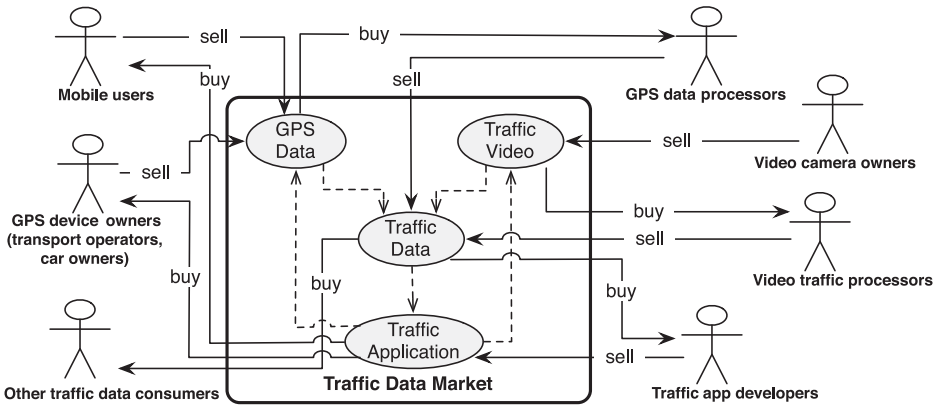 sell
buy
buy
sell
Mobile users
GPS data processors
GPS
Data
Traffic
Video
sell
Video camera owners
sell
GPS device owners
(transport operators,
car owners)
buy
Traffic
Data
sell
Video traffic processors
buy
buy
buy
Traffic
Application
sell
Traffic Data Market
Other traffic data consumers
Traffic app developers